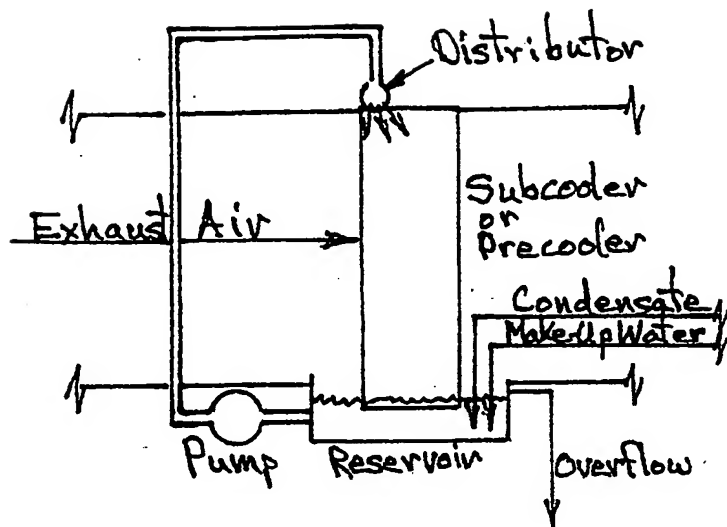 Distributor
Exhaust Air
Subcooler
or
Precooler
Condensate
Make-Up Water
Pump
Reservoir
Overflow